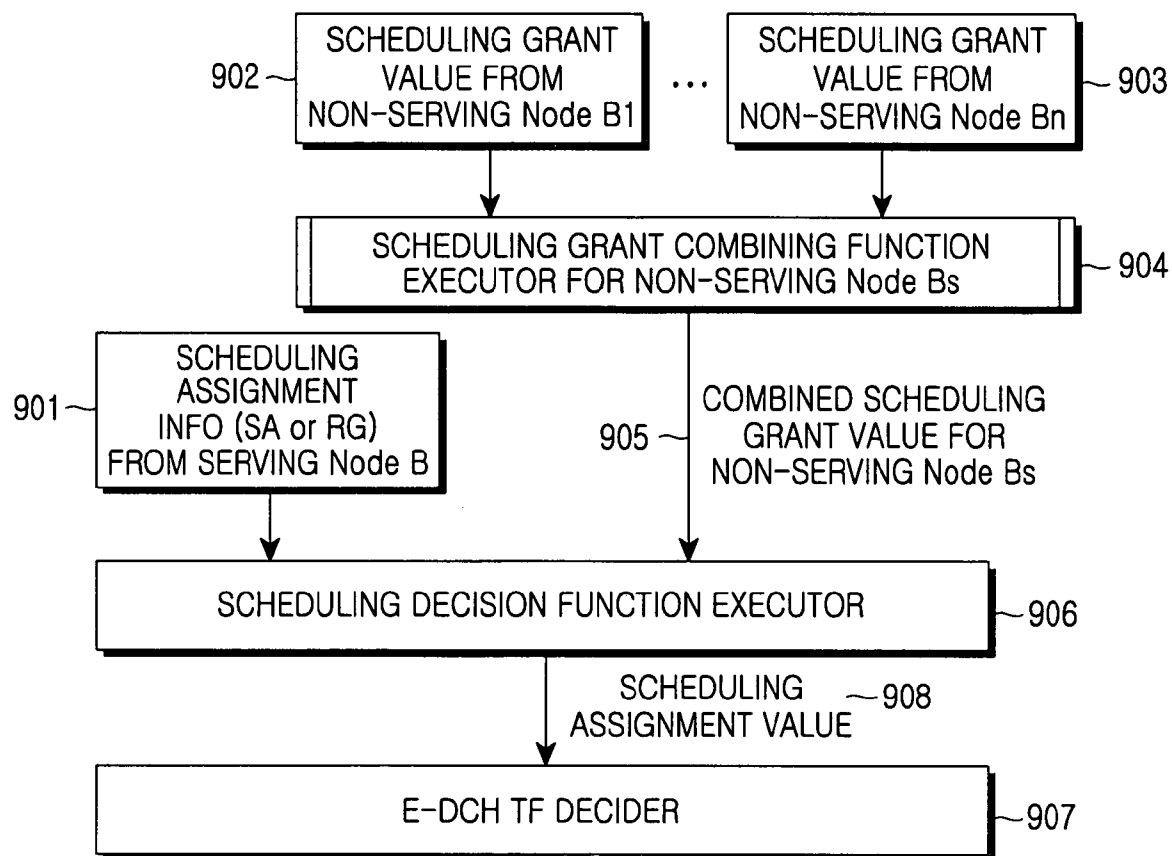 SCHEDULING GRANT
VALUE FROM
NON-SERVING Node B1
902
...
SCHEDULING GRANT
VALUE FROM
NON-SERVING Node Bn
903
SCHEDULING GRANT COMBINING FUNCTION
EXECUTOR FOR NON-SERVING Node Bs
904
SCHEDULING
ASSIGNMENT
INFO (SA or RG)
FROM SERVING Node B
901
905
COMBINED SCHEDULING
GRANT VALUE FOR
NON-SERVING Node Bs
SCHEDULING DECISION FUNCTION EXECUTOR
906
SCHEDULING
ASSIGNMENT VALUE
908
E-DCH TF DECIDER
907